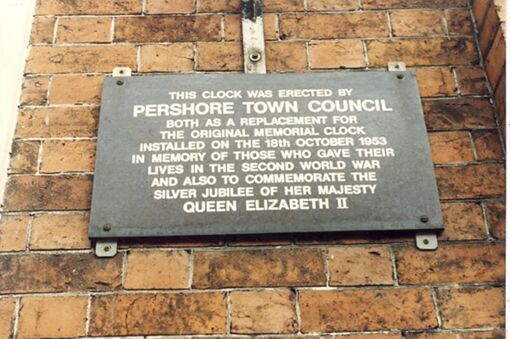 THIS CLOCK WAS ERECTED BY
PERSHORE TOWN COUNCIL
BOTH AS A REPLACEMENT FOR
THE ORIGINAL MEMORIAL CLOCK
INSTALLED ON THE 18th OCTOBER 1953
IN MEMORY OF THOSE WHO GAVE THEIR
LIVES IN THE SECOND WORLD WAR
AND ALSO TO COMMEMORATE THE
SILVER JUBILEE OF HER MAJESTY
QUEEN ELIZABETH II